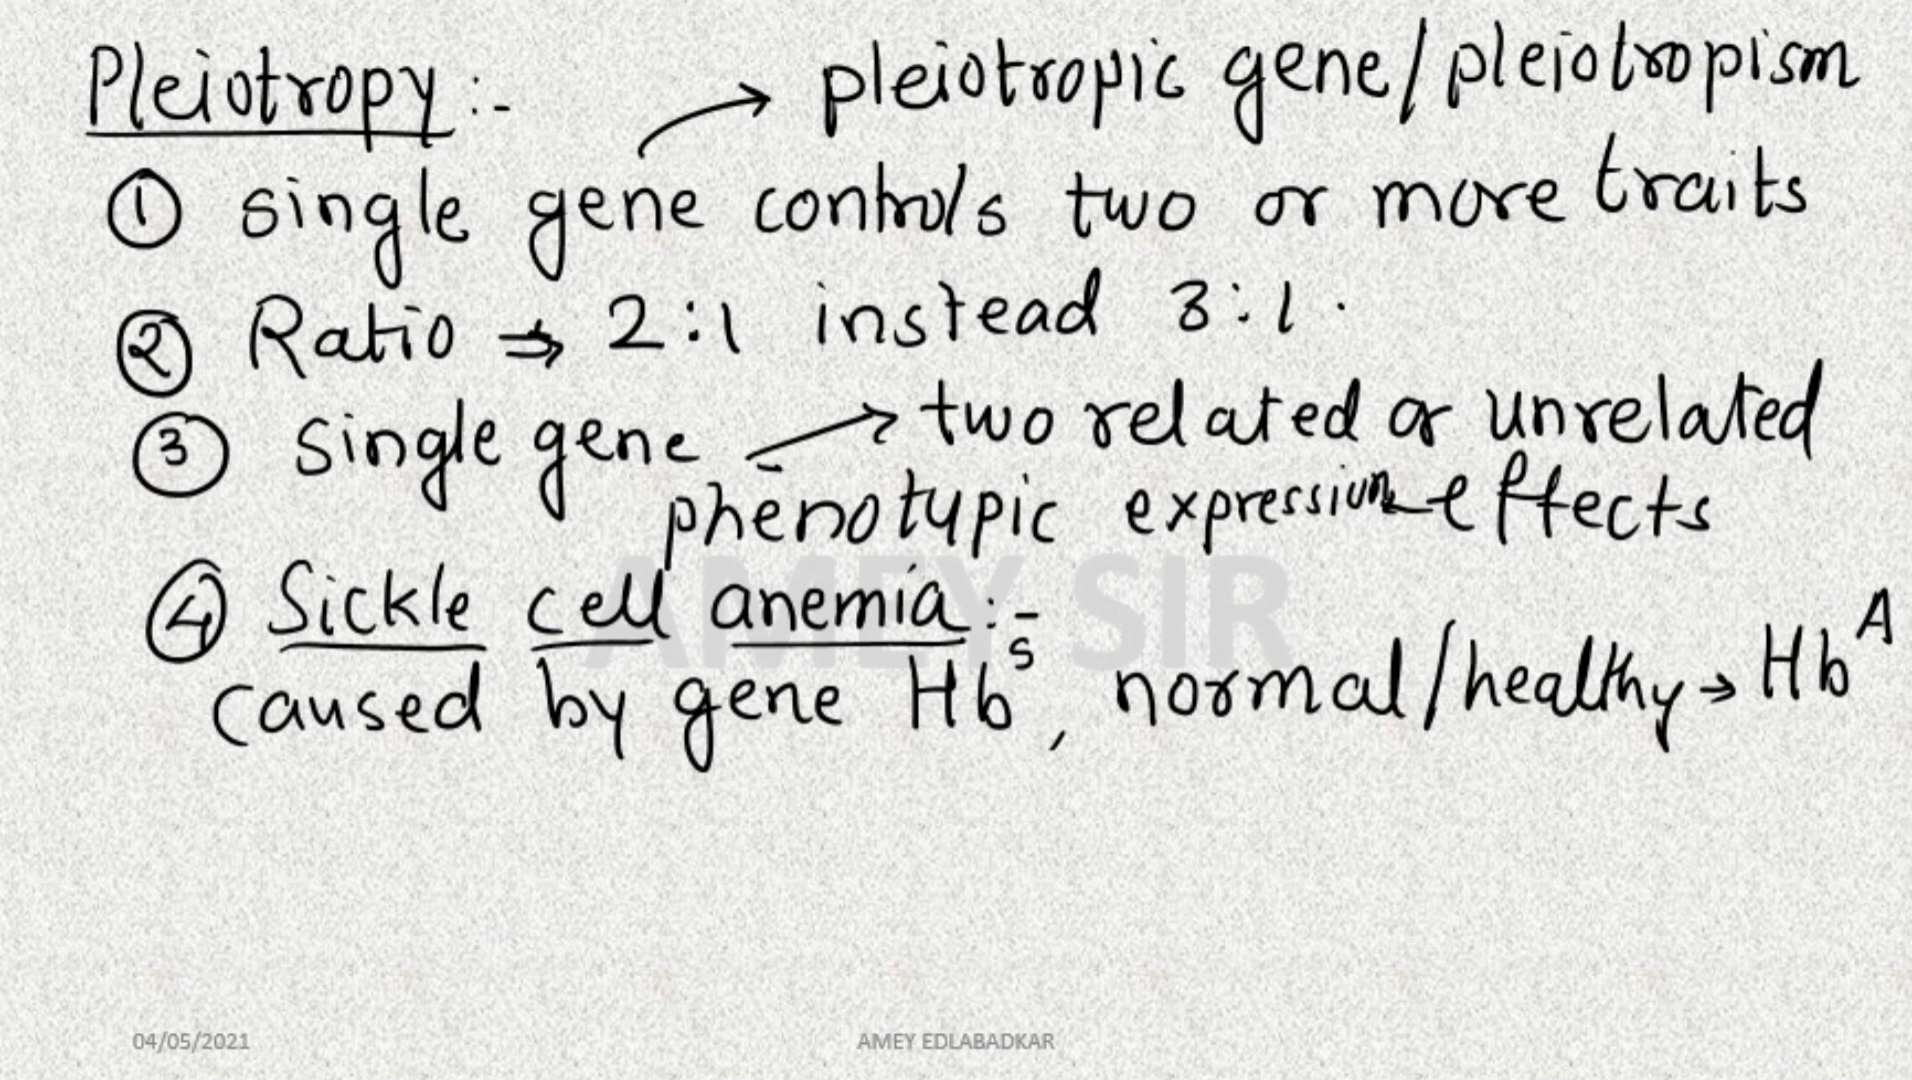 Pleiotropy :- → pleiotropic gene/pleiotropism
① single gene controls two or more traits
② Ratio ⇒ 2:1 instead 3:1.
③ single gene → two related or unrelated
phenotypic expression effects
④ Sickle cell anemia :-
caused by gene Hbˢ, normal/healthy → Hbᴬ
AMEY SIR
04/05/2021 AMEY EDLABADKAR